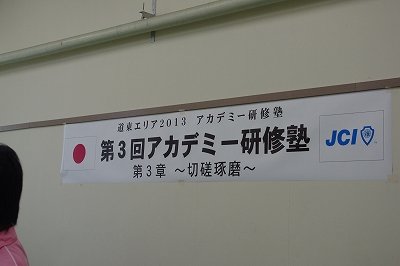 道東エリア2013 アカデミー研修塾
第3回アカデミー研修塾
第3章 ～切磋琢磨～
JCI